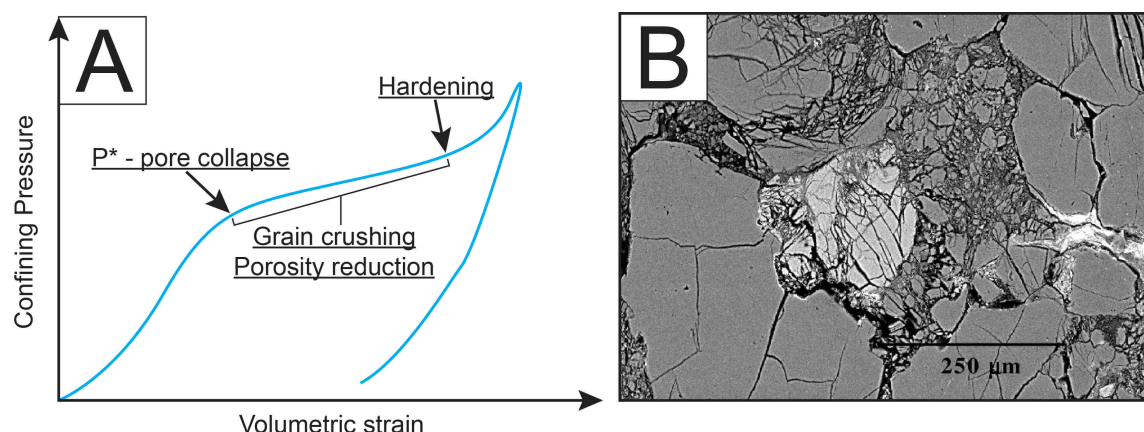 A
Hardening
P* - pore collapse
Grain crushing
Porosity reduction
Confining Pressure
Volumetric strain
B
250 µm